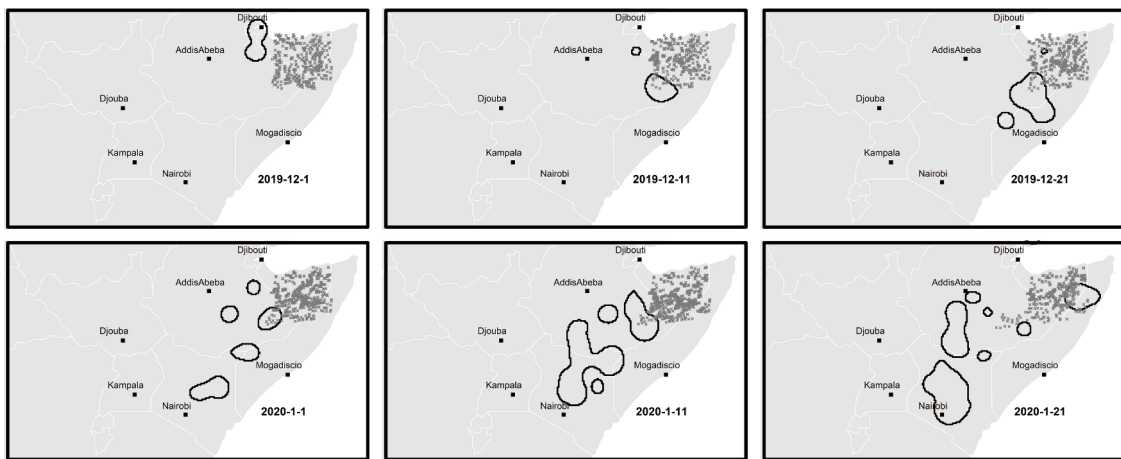 Djibouti
AddisAbeba
Djouba
Mogadiscio
Kampala
Nairobi
2019-12-1
Djibouti
AddisAbeba
Djouba
Mogadiscio
Kampala
Nairobi
2019-12-11
Djibouti
AddisAbeba
Djouba
Mogadiscio
Kampala
Nairobi
2019-12-21
Djibouti
AddisAbeba
Djouba
Mogadiscio
Kampala
Nairobi
2020-1-1
Djibouti
AddisAbeba
Djouba
Mogadiscio
Kampala
Nairobi
2020-1-11
Djibouti
AddisAbeba
Djouba
Mogadiscio
Kampala
Nairobi
2020-1-21